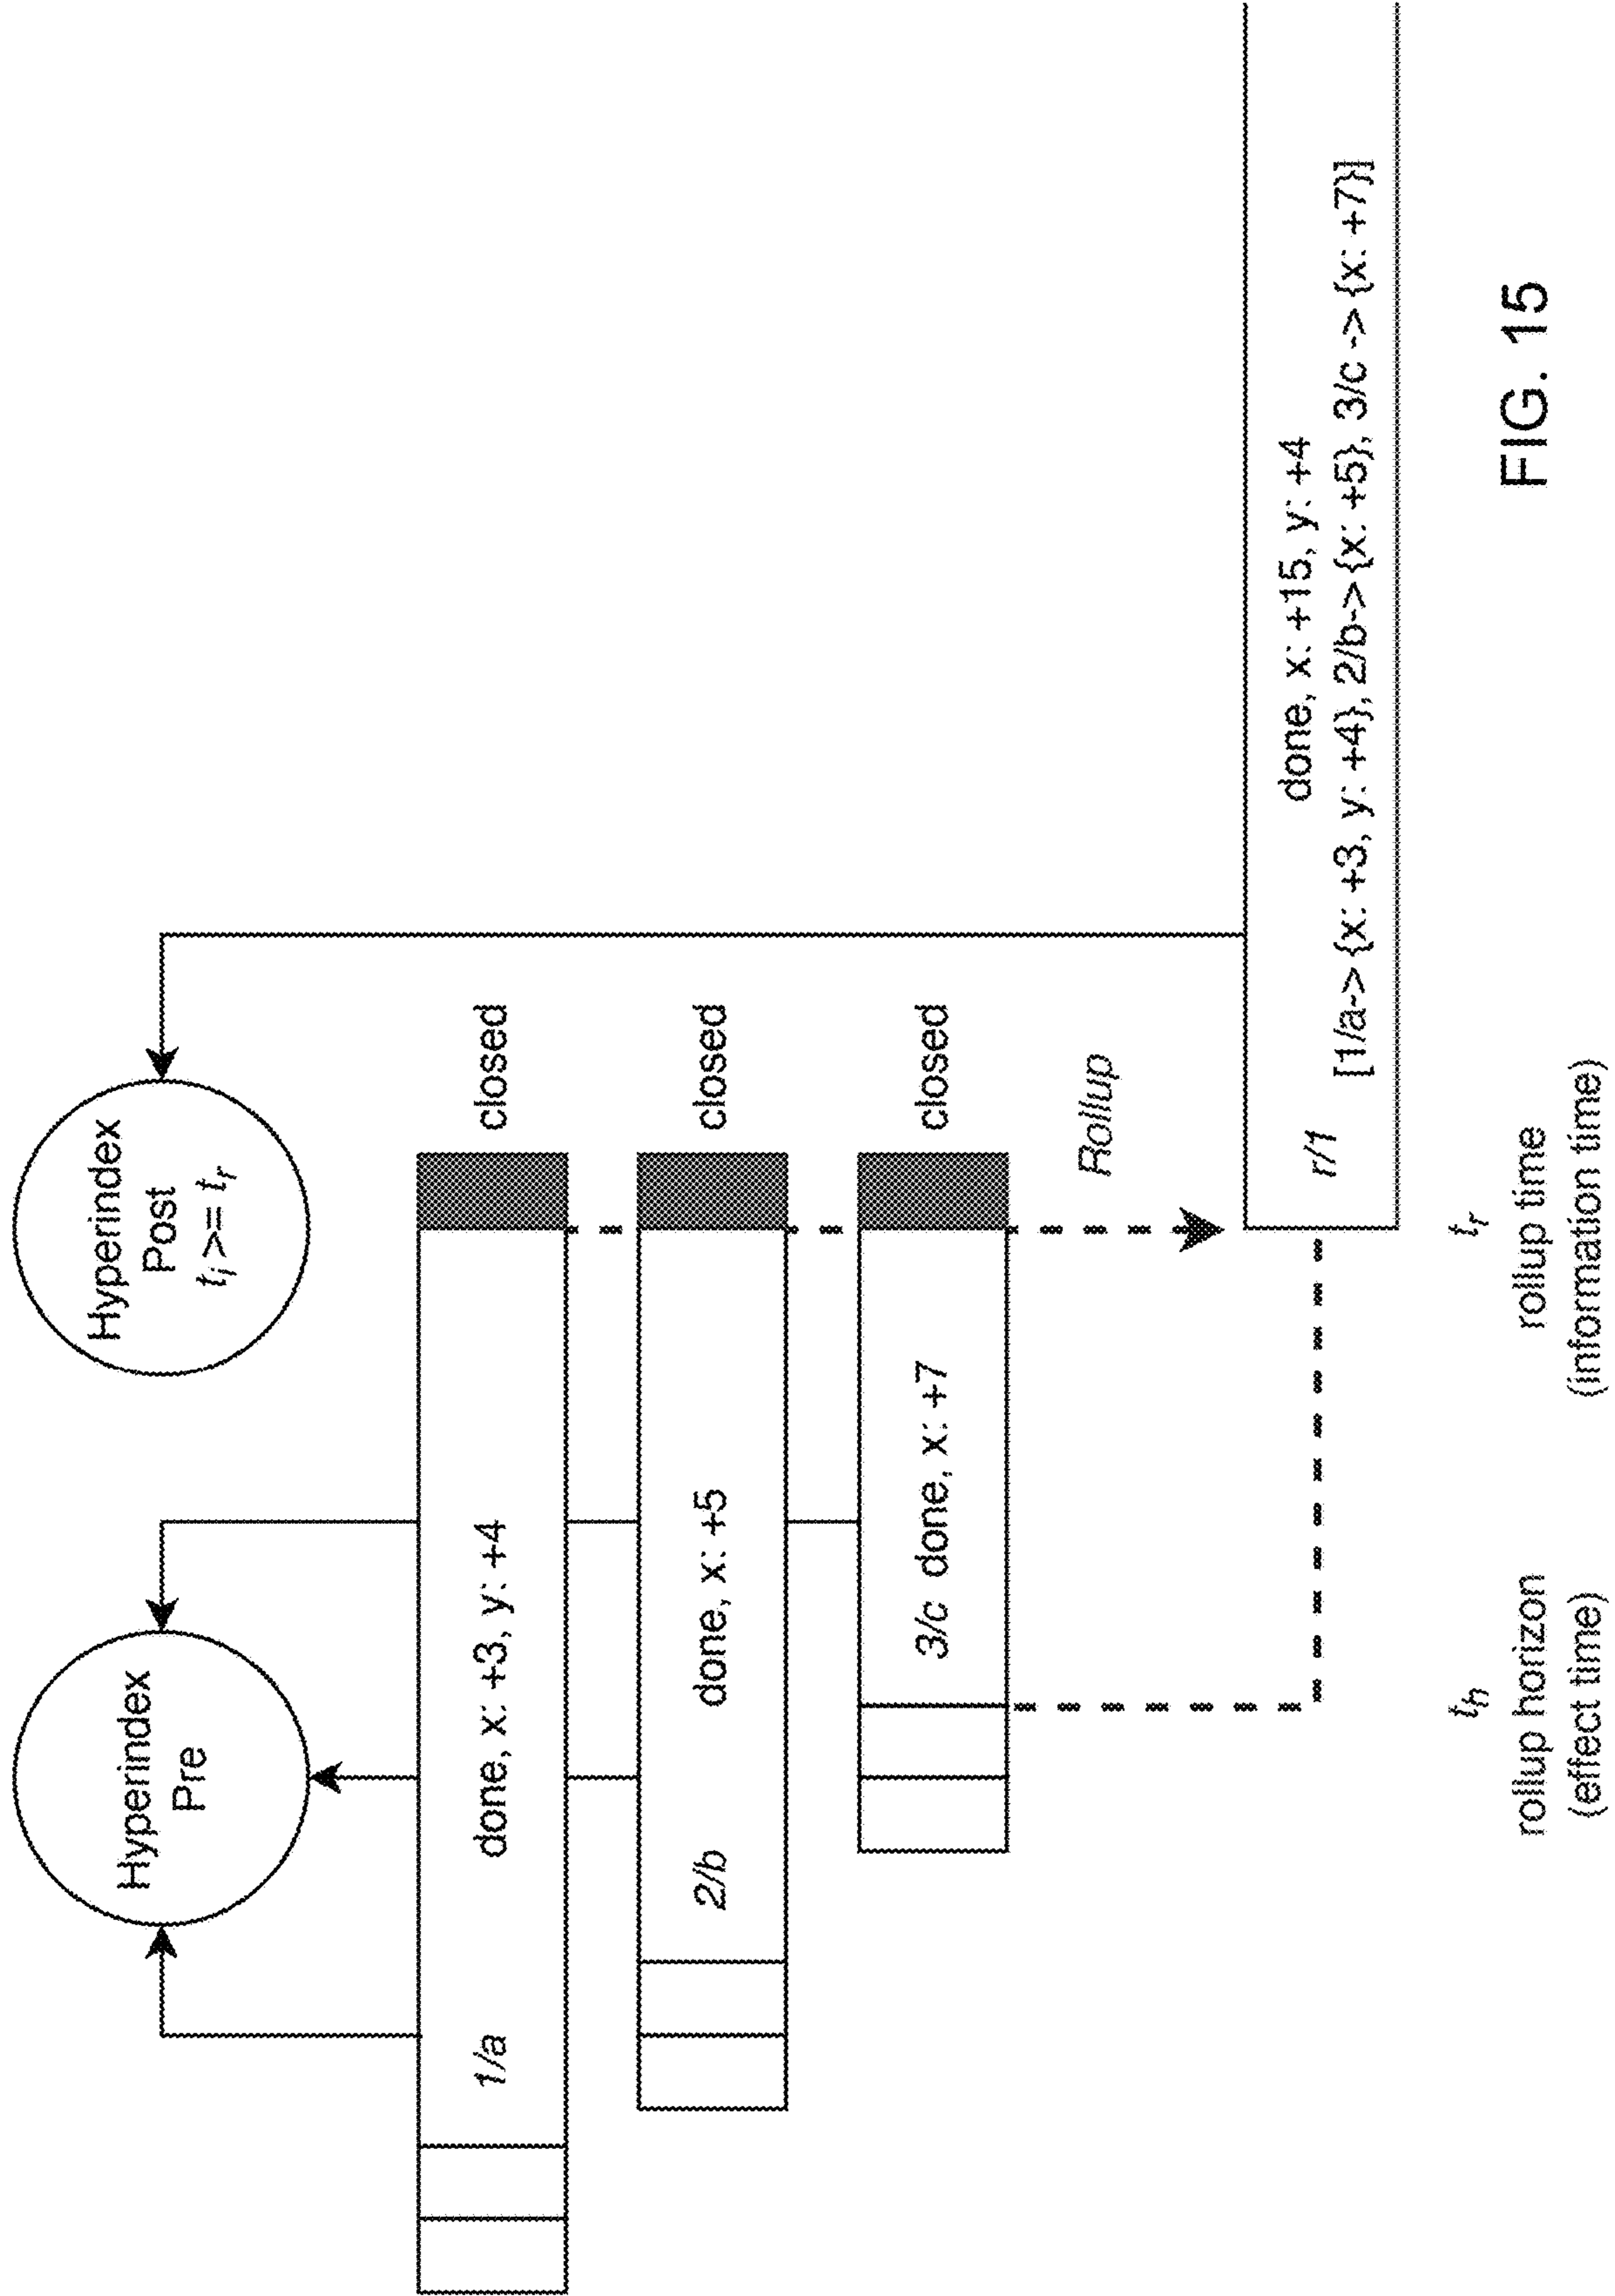 Hyperindex
Pre
Hyperindex
Post
t_i >= t_r
1/a
done, x: +3, y: +4
closed
2/b
done, x: +5
closed
3/c
done, x: +7
closed
Rollup
r/1
done, x: +15, y: +4
[1/a->{x: +3, y: +4}, 2/b->{x: +5}, 3/c ->{x: +7}]
t_h
rollup horizon
(effect time)
t_r
rollup time
(information time)
FIG. 15